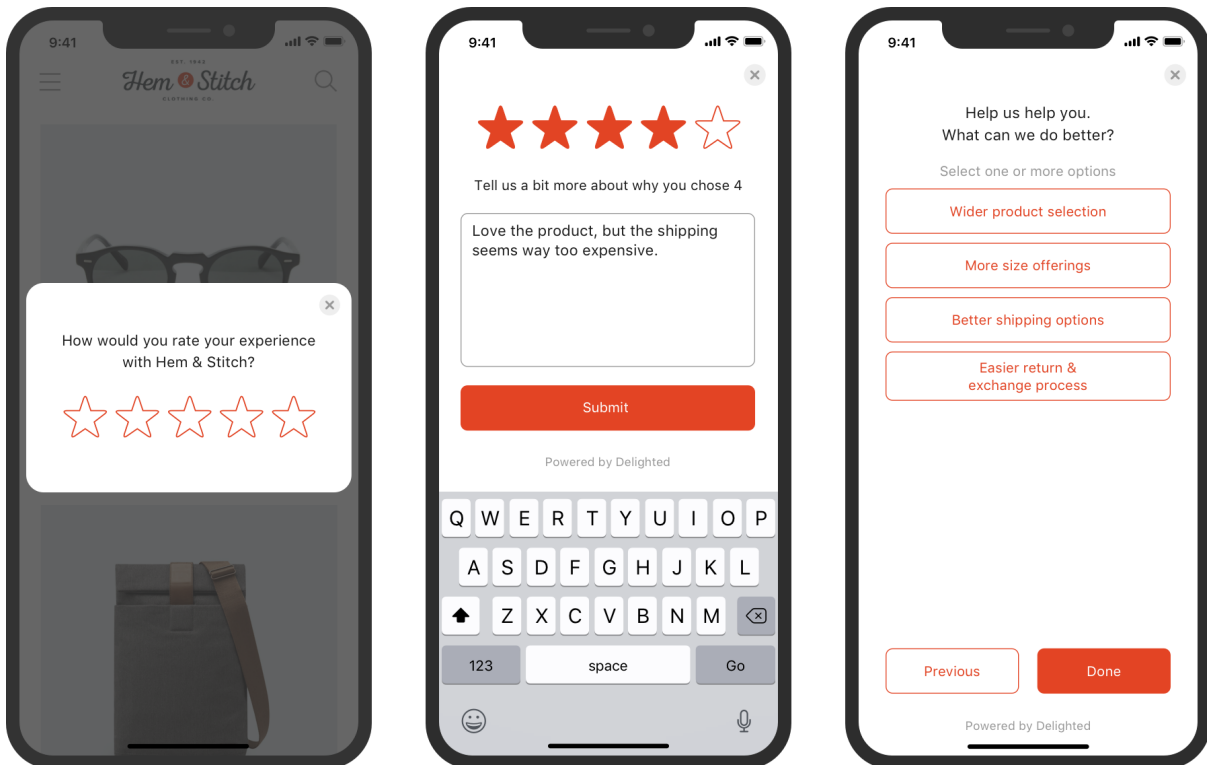 9:41
EST. 1942
Hem & Stitch
CLOTHING CO.
How would you rate your experience
with Hem & Stitch?
9:41
Tell us a bit more about why you chose 4
Love the product, but the shipping
seems way too expensive.
Submit
Powered by Delighted
Q W E R T Y U I O P
A S D F G H J K L
Z X C V B N M
123 space Go
9:41
Help us help you.
What can we do better?
Select one or more options
Wider product selection
More size offerings
Better shipping options
Easier return &
exchange process
Previous Done
Powered by Delighted